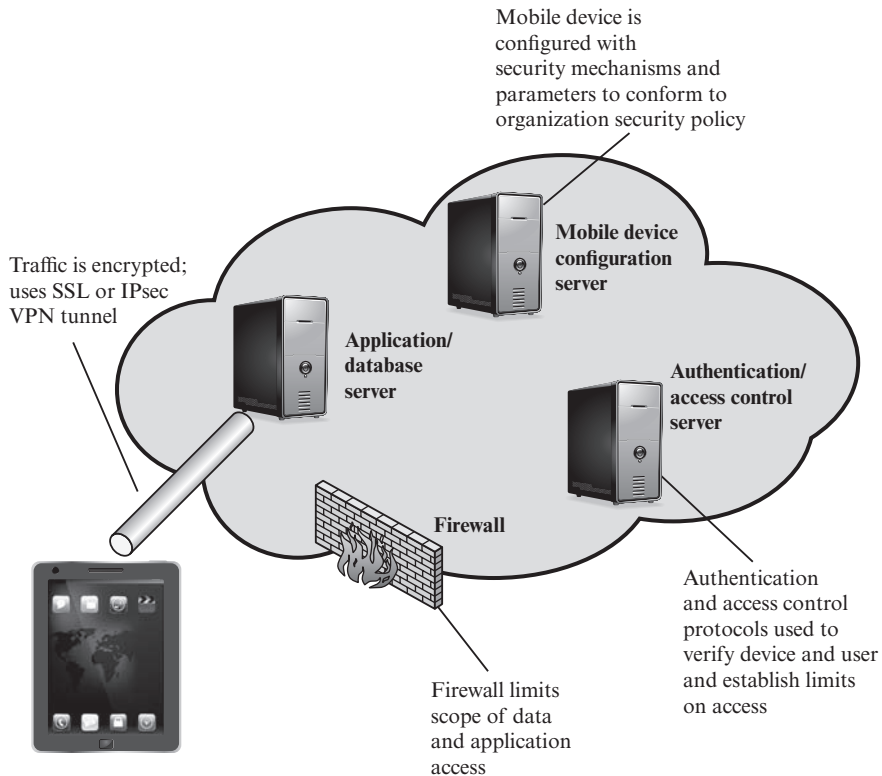 Mobile device is
configured with
security mechanisms and
parameters to conform to
organization security policy
Mobile device
configuration
server
Traffic is encrypted;
uses SSL or IPsec
VPN tunnel
Application/
database
server
Authentication/
access control
server
Firewall
Authentication
and access control
protocols used to
verify device and user
and establish limits
on access
Firewall limits
scope of data
and application
access